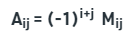 Aᵢⱼ = (-1)ⁱ⁺ʲ Mᵢⱼ